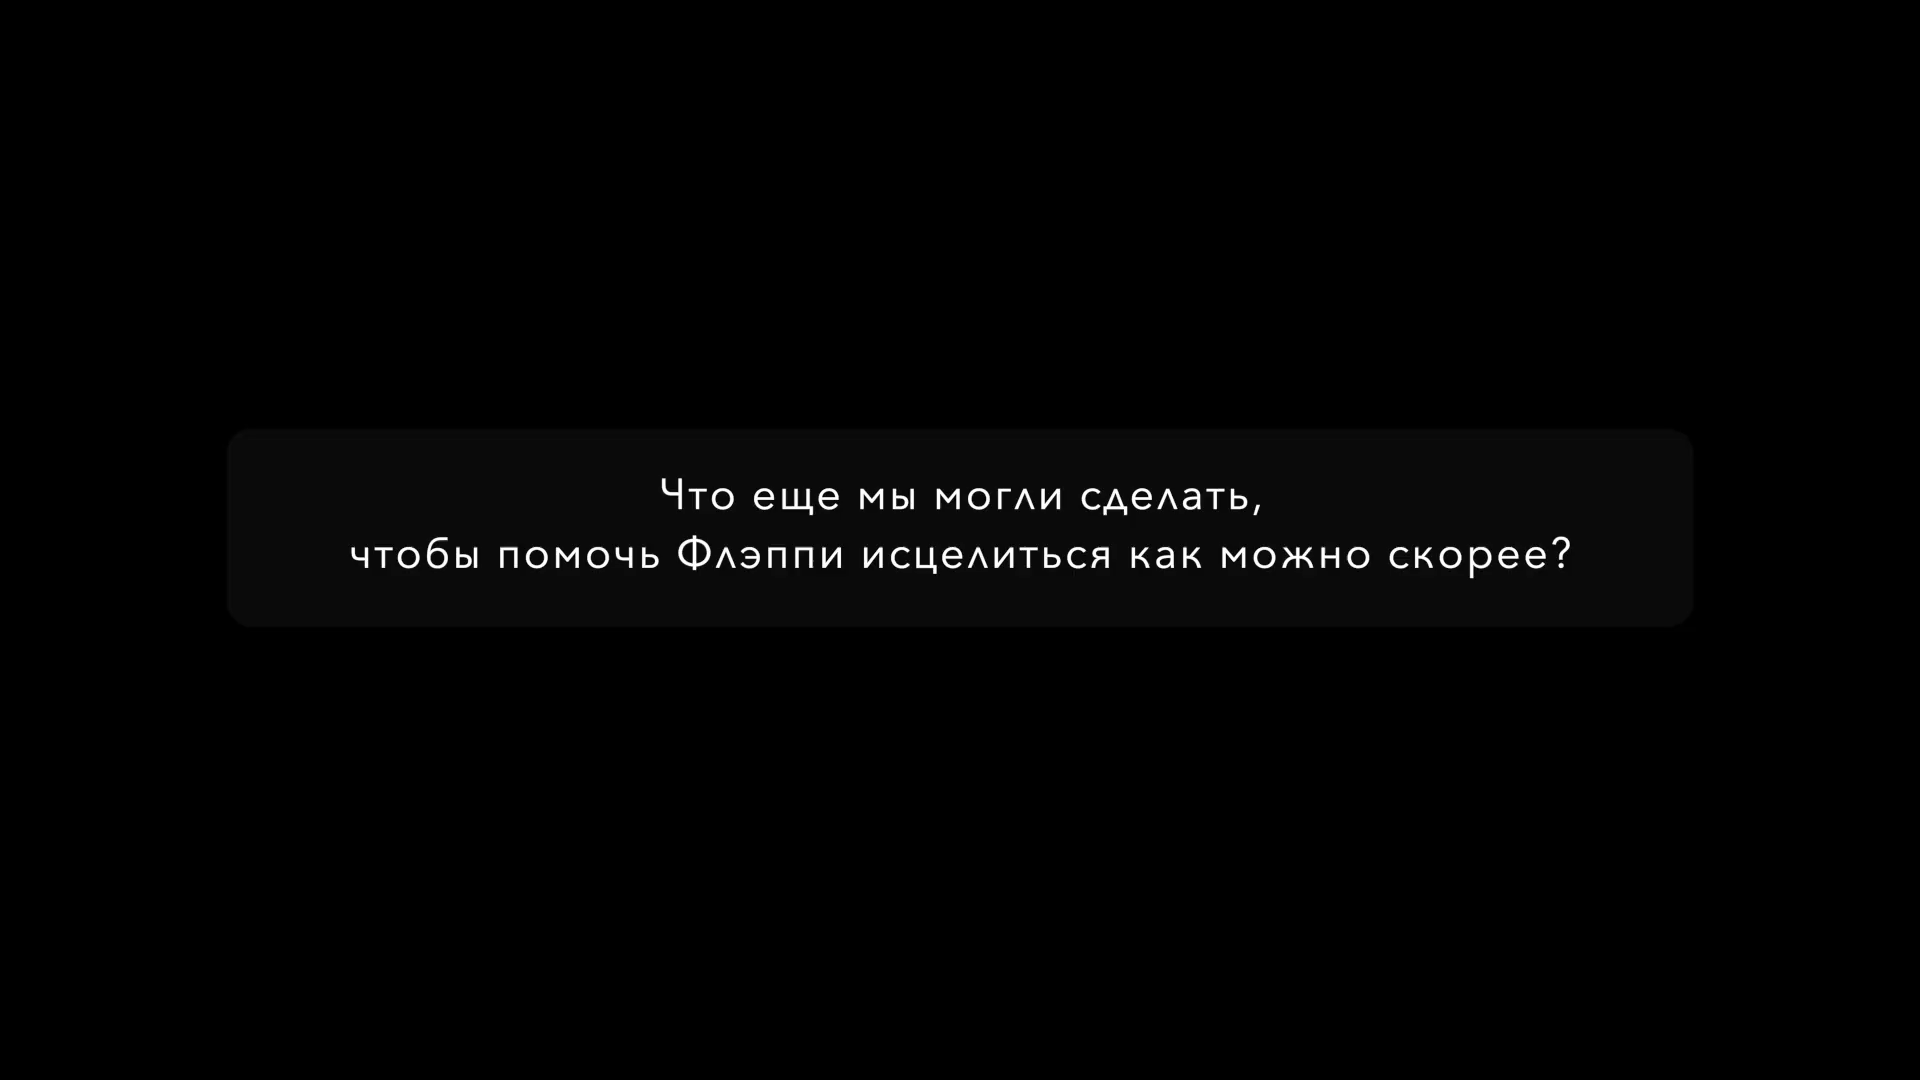 Что еще мы могли сделать,
чтобы помочь Флэппи исцелиться как можно скорее?